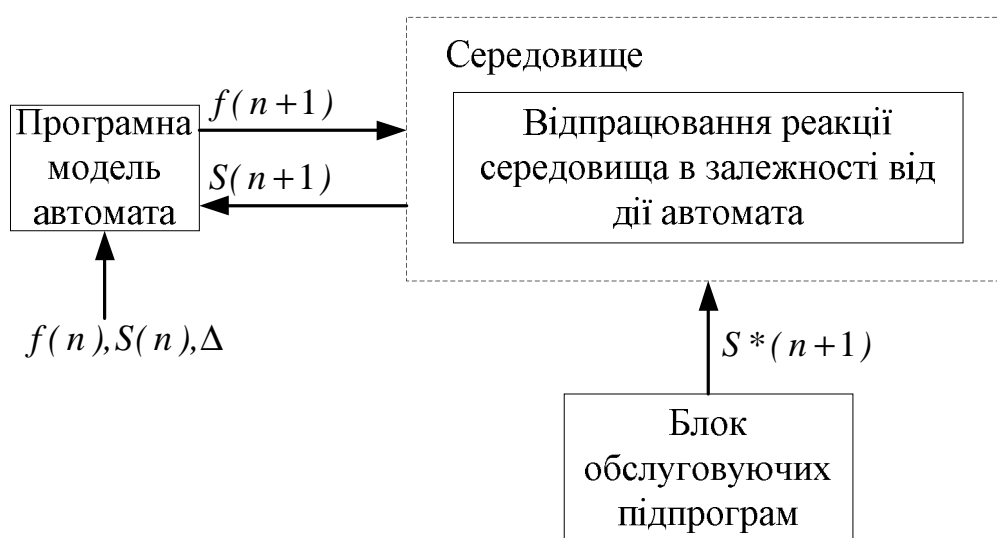 Середовище
Програмна
модель
автомата
f(n+1)
S(n+1)
Відпрацювання реакції
середовища в залежності від
дії автомата
f(n),S(n),Δ
S*(n+1)
Блок
обслуговуючих
підпрограм